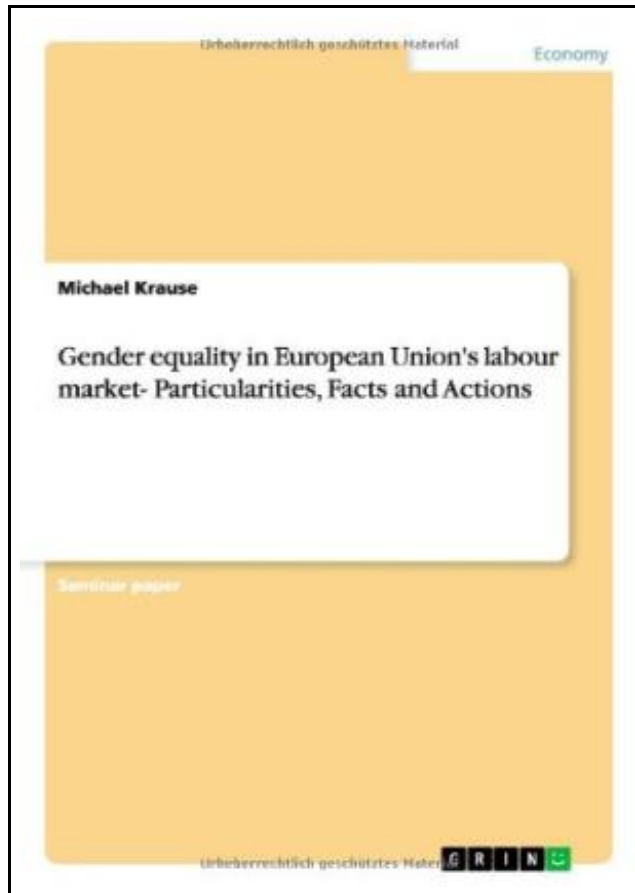 Urheberrechtlich geschütztes Material
Economy
Michael Krause
Gender equality in European Union's labour
market- Particularities, Facts and Actions
Seminar paper
Urheberrechtlich geschütztes Mater
GRIN